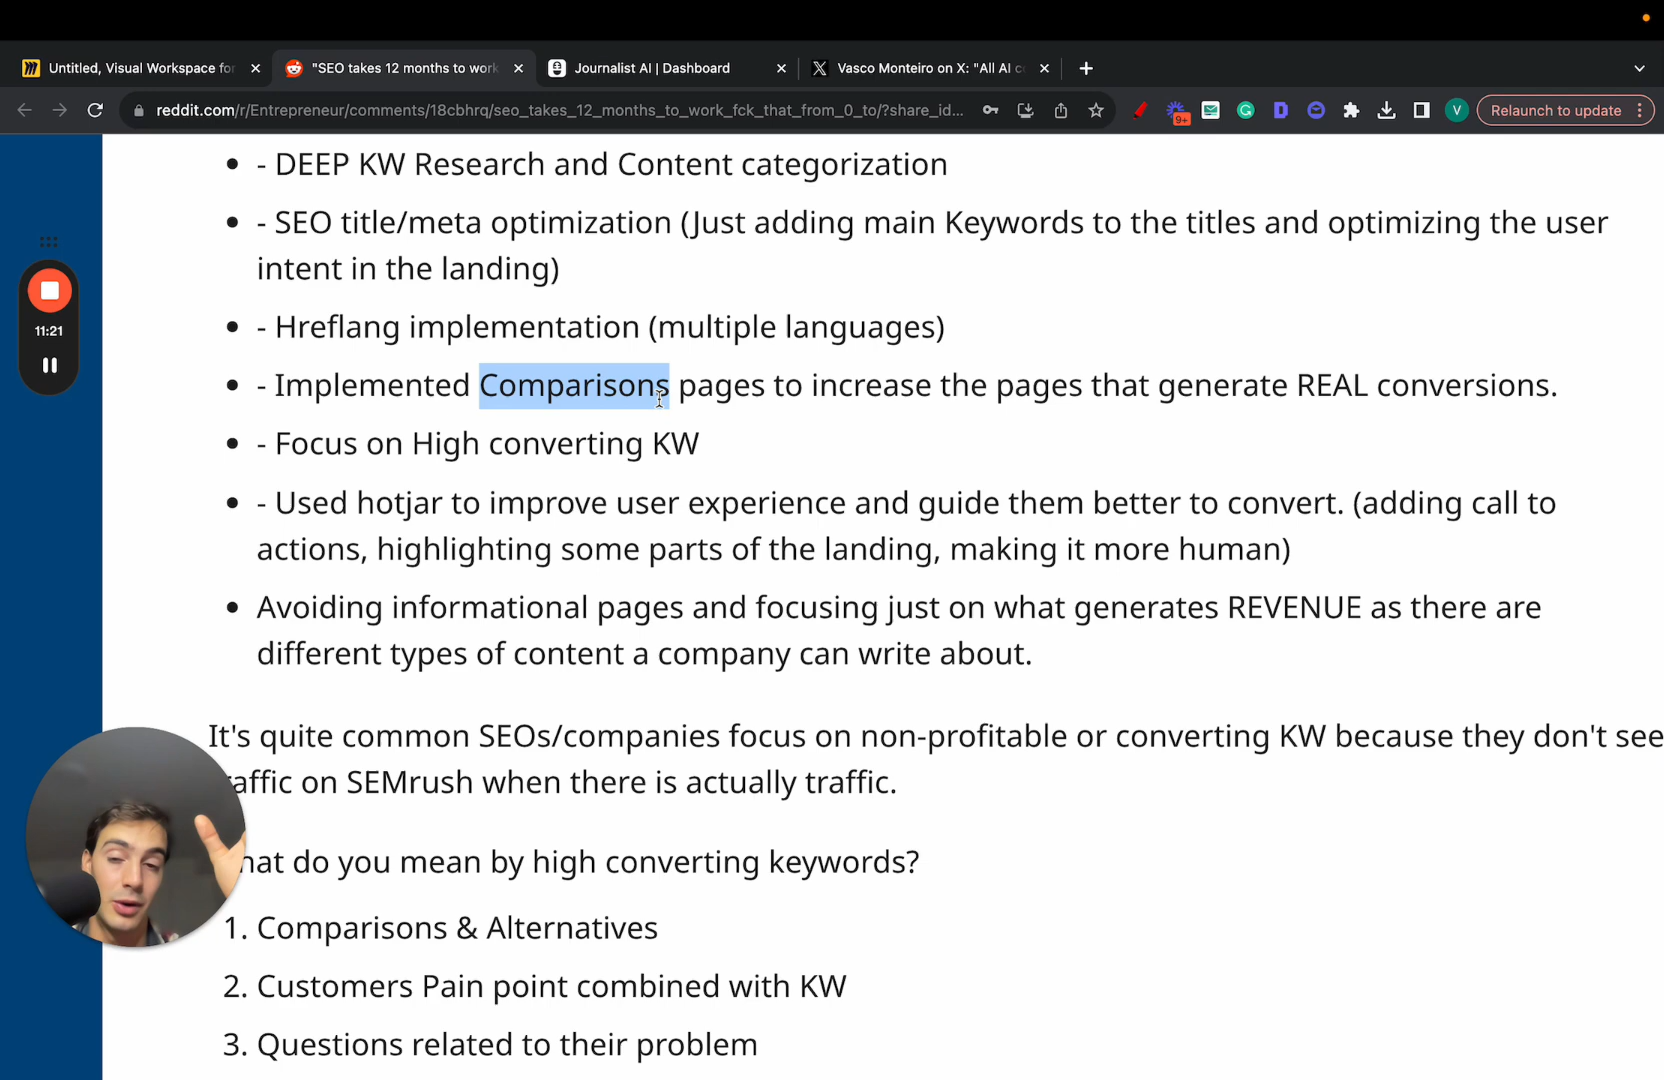 Untitled, Visual Workspace for
"SEO takes 12 months to work
Journalist AI | Dashboard
Vasco Monteiro on X: "All AI c
reddit.com/r/Entrepreneur/comments/18cbhrq/seo_takes_12_months_to_work_fck_that_from_0_to/?share_id...
9+
V
Relaunch to update
- DEEP KW Research and Content categorization
- SEO title/meta optimization (Just adding main Keywords to the titles and optimizing the user
intent in the landing)
- Hreflang implementation (multiple languages)
- Implemented Comparisons pages to increase the pages that generate REAL conversions.
- Focus on High converting KW
- Used hotjar to improve user experience and guide them better to convert. (adding call to
actions, highlighting some parts of the landing, making it more human)
Avoiding informational pages and focusing just on what generates REVENUE as there are
different types of content a company can write about.
It's quite common SEOs/companies focus on non-profitable or converting KW because they don't see
affic on SEMrush when there is actually traffic.
hat do you mean by high converting keywords?
1. Comparisons & Alternatives
2. Customers Pain point combined with KW
3. Questions related to their problem
11:21